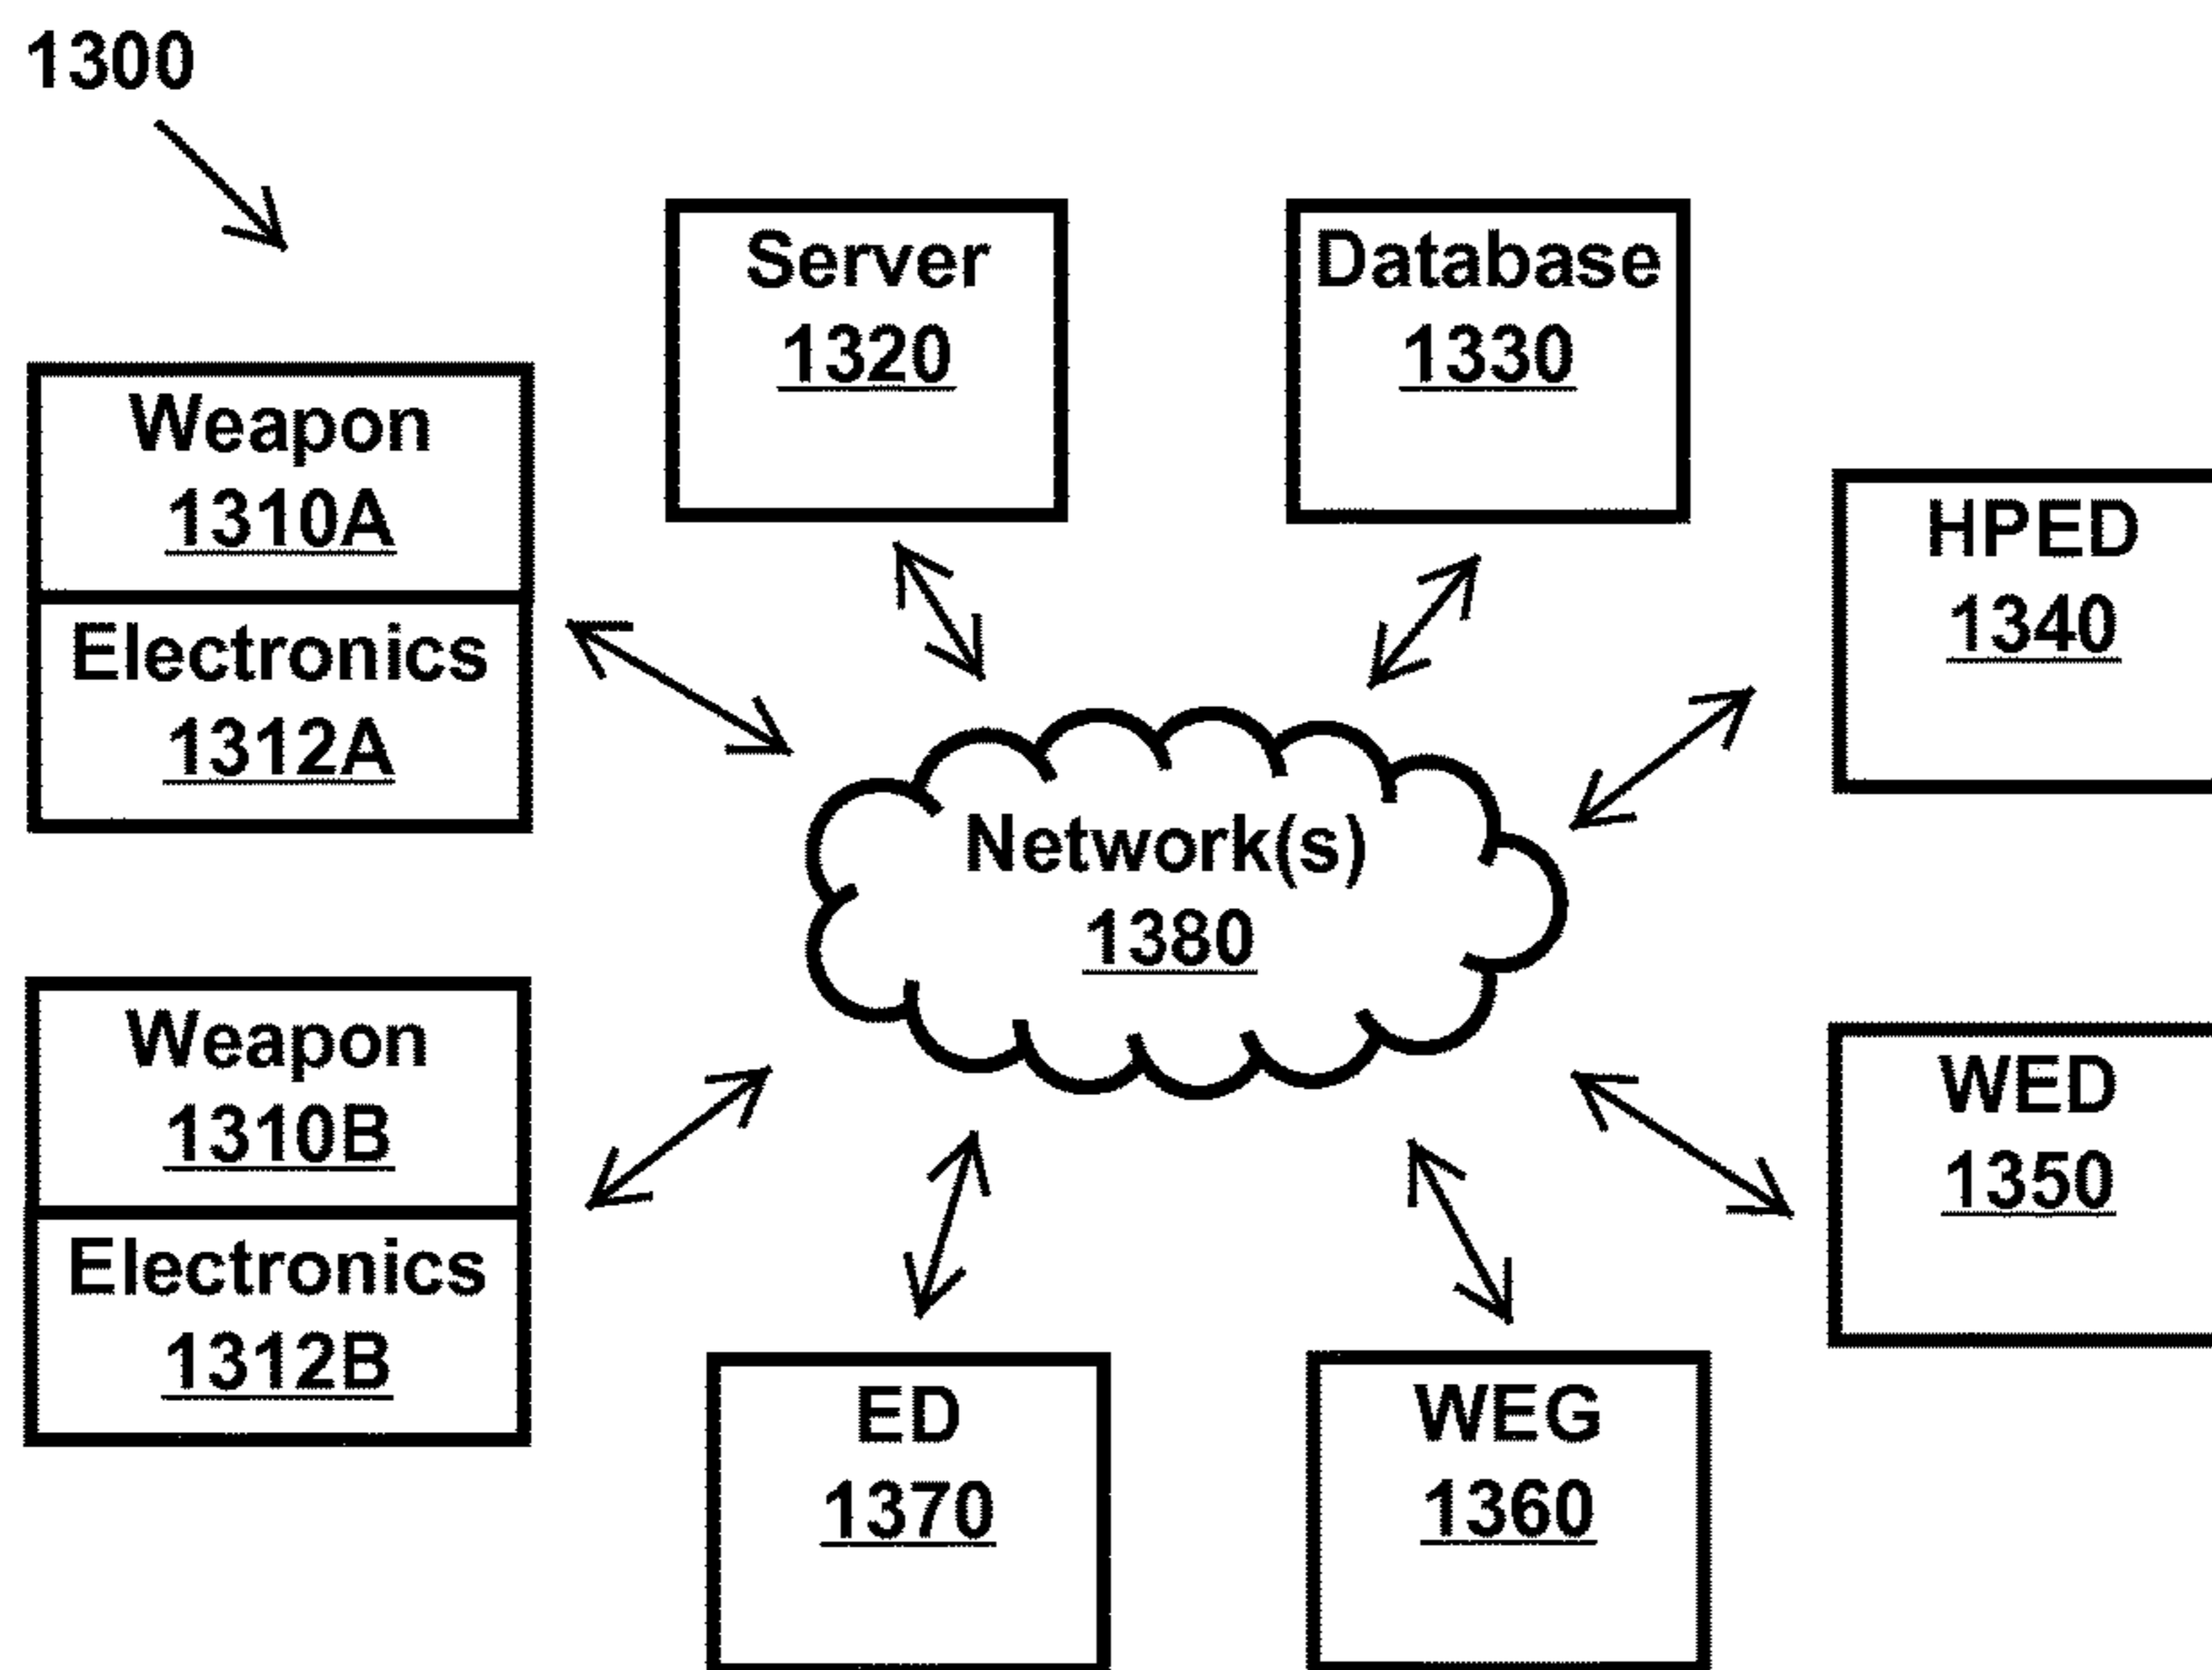 1300
Server
1320
Database
1330
Weapon
1310A
Electronics
1312A
HPED
1340
Network(s)
1380
Weapon
1310B
Electronics
1312B
WED
1350
ED
1370
WEG
1360